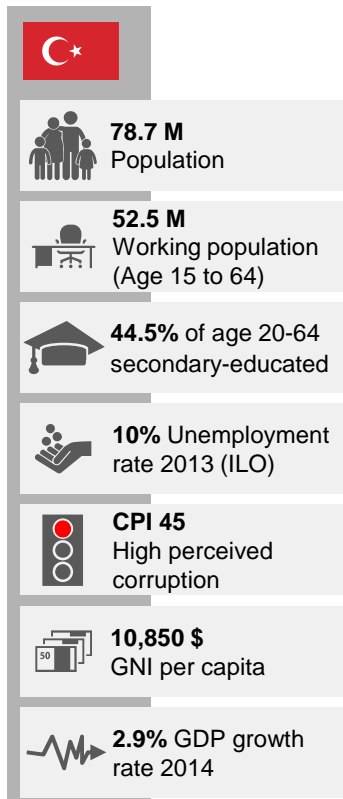 78.7 M
Population
52.5 M
Working population
(Age 15 to 64)
44.5% of age 20-64
secondary-educated
10% Unemployment
rate 2013 (ILO)
CPI 45
High perceived
corruption
50
10,850 $
GNI per capita
2.9% GDP growth
rate 2014